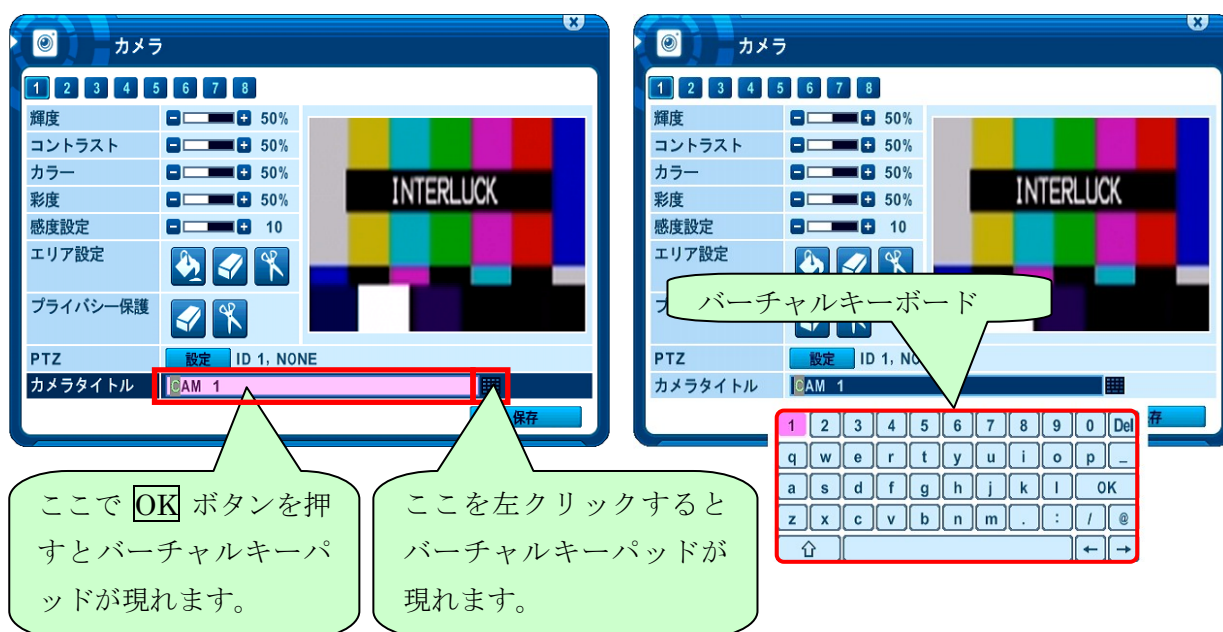 カメラ
1 2 3 4 5 6 7 8
輝度 50%
コントラスト 50%
カラー 50%
彩度 50%
感度設定 10
エリア設定
プライバシー保護
PTZ 設定 ID 1, NONE
カメラタイトル CAM 1
保存
INTERLUCK
ここで OK ボタンを押
すとバーチャルキーパ
ッドが現れます。
ここを左クリックすると
バーチャルキーパッドが
現れます。
カメラ
1 2 3 4 5 6 7 8
輝度 50%
コントラスト 50%
カラー 50%
彩度 50%
感度設定 10
エリア設定
PTZ 設定 ID 1, NO
カメラタイトル CAM 1
存
INTERLUCK
バーチャルキーボード
1 2 3 4 5 6 7 8 9 0 Del
q w e r t y u i o p _
a s d f g h j k l OK
z x c v b n m . : / @
⇧ ← →